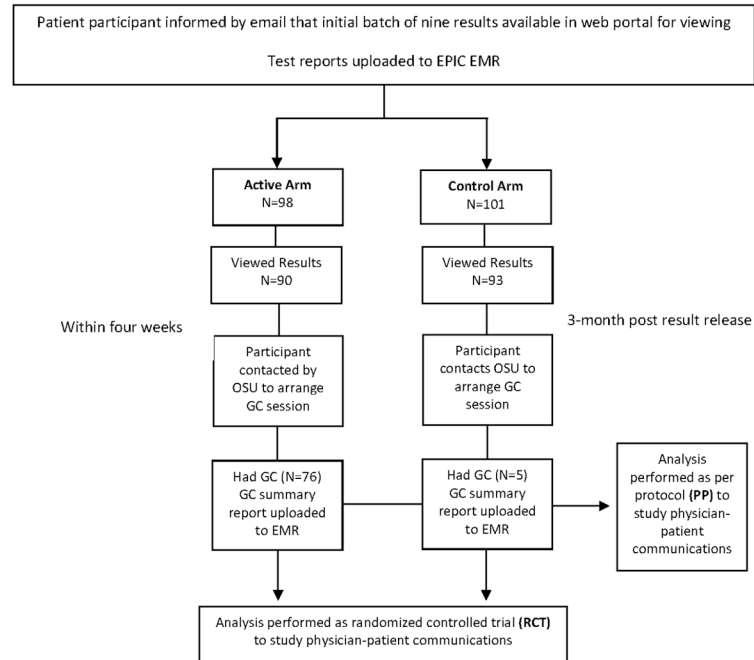 Patient participant informed by email that initial batch of nine results available in web portal for viewing
Test reports uploaded to EPIC EMR
Active Arm
N=98
Control Arm
N=101
Viewed Results
N=90
Viewed Results
N=93
Within four weeks
3-month post result release
Participant
contacted by
OSU to arrange
GC session
Participant
contacts OSU to
arrange GC
session
Had GC (N=76)
GC summary
report uploaded
to EMR
Had GC (N=5)
GC summary
report uploaded
to EMR
Analysis
performed as per
protocol (PP) to
study physician-
patient
communications
Analysis performed as randomized controlled trial (RCT)
to study physician-patient communications